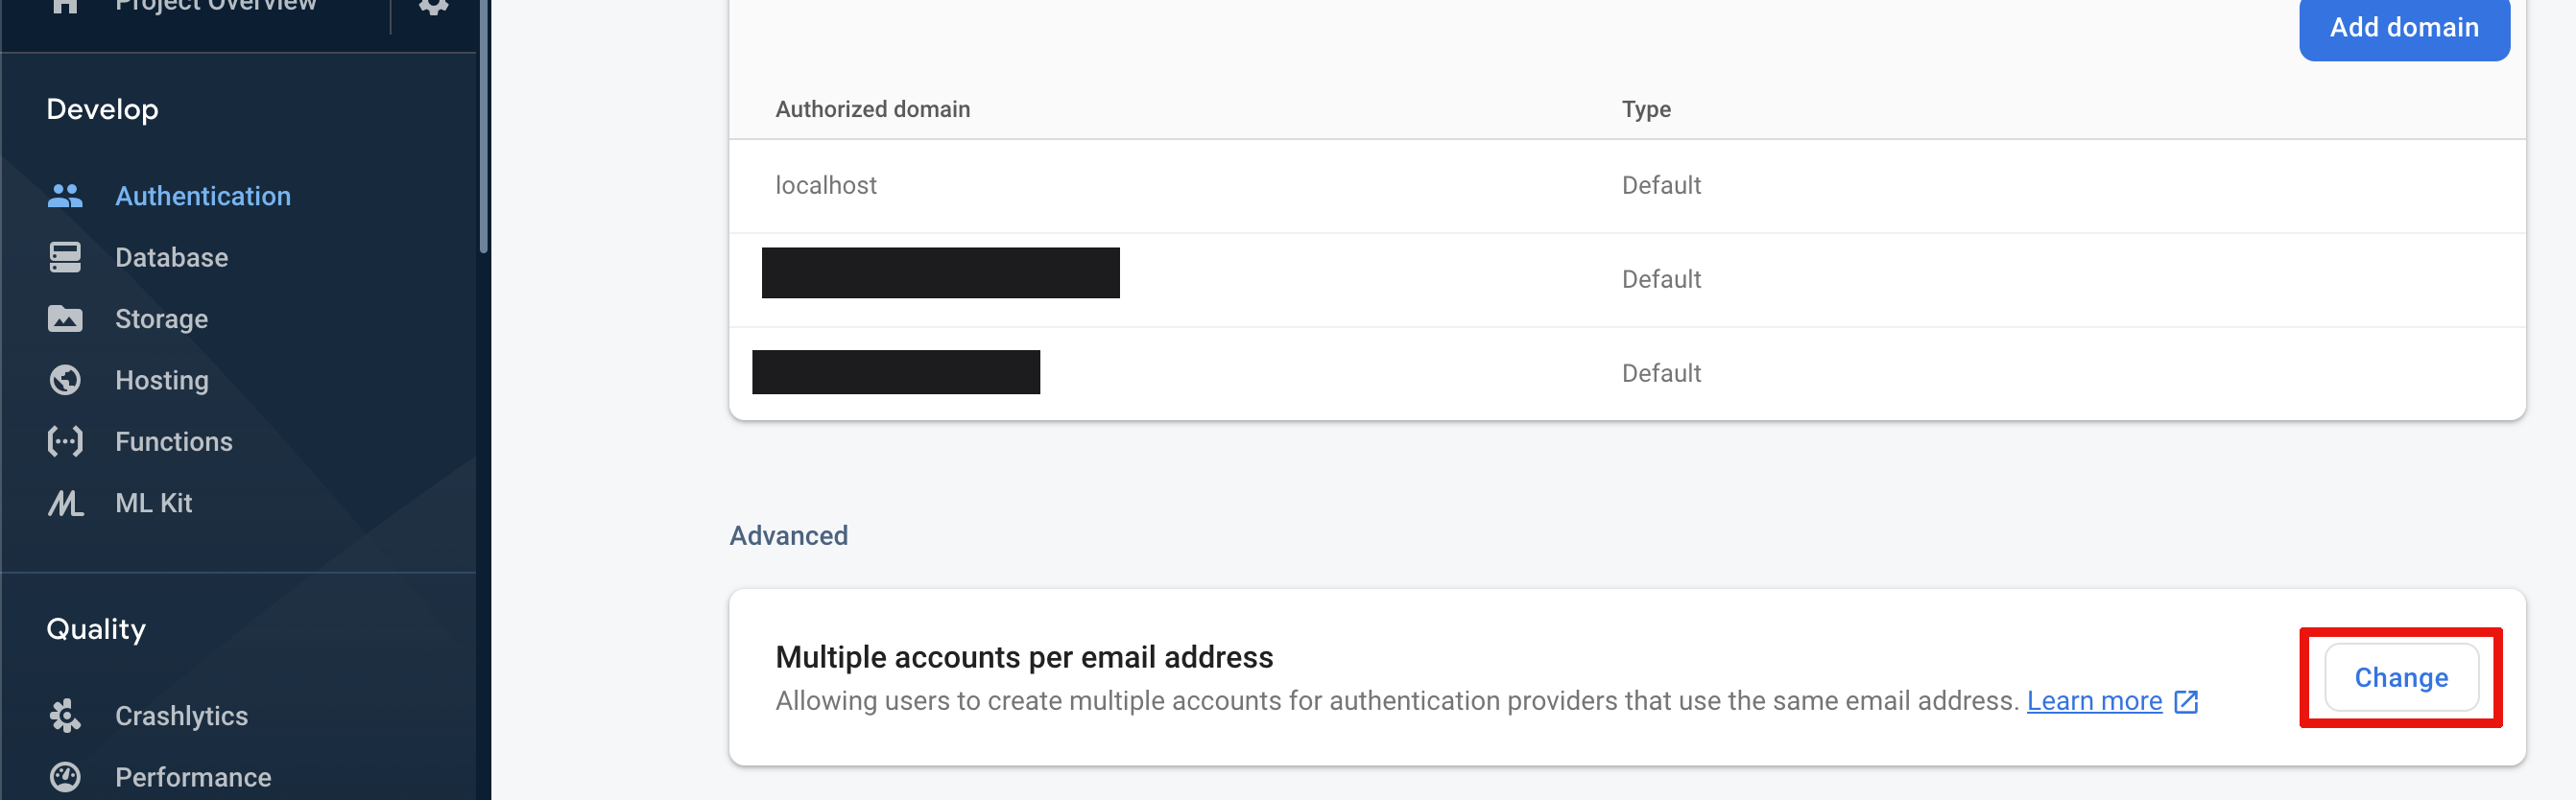 Project Overview
Develop
Authentication
Database
Storage
Hosting
Functions
ML Kit
Quality
Crashlytics
Performance
Add domain
Authorized domain Type
localhost Default
Default
Default
Advanced
Multiple accounts per email address
Allowing users to create multiple accounts for authentication providers that use the same email address. Learn more
Change